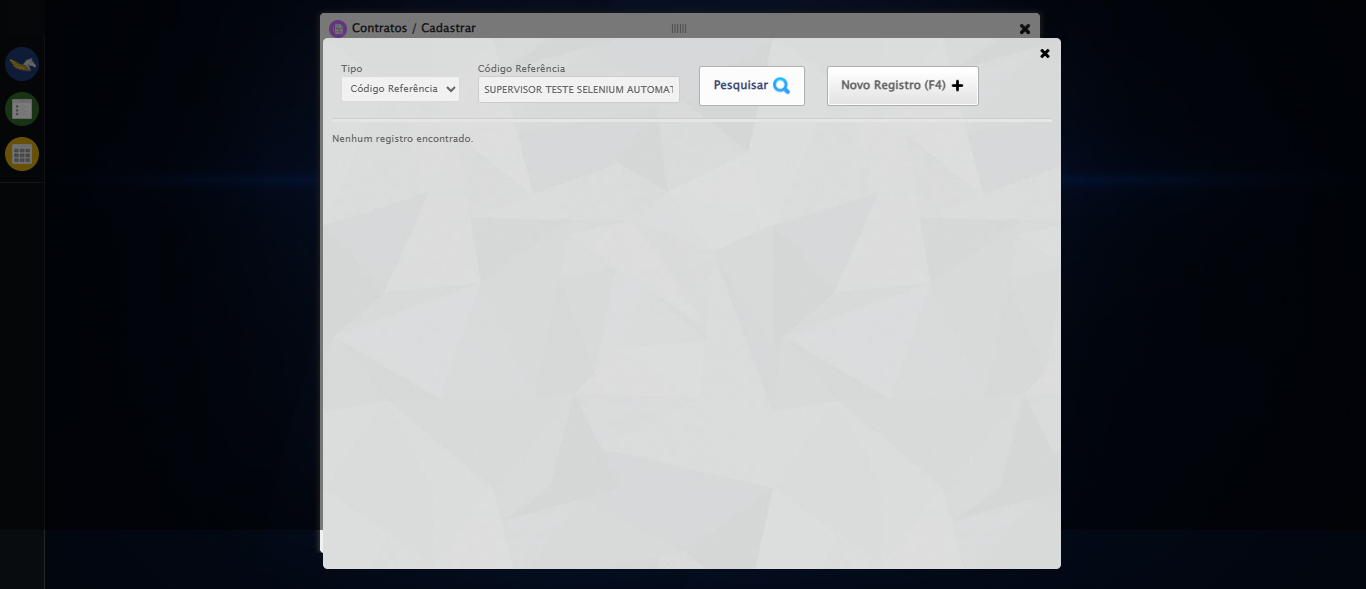 Contratos / Cadastrar
Tipo
Código Referência
Código Referência
SUPERVISOR TESTE SELENIUM AUTOMAT
Pesquisar
Novo Registro (F4)
Nenhum registro encontrado.